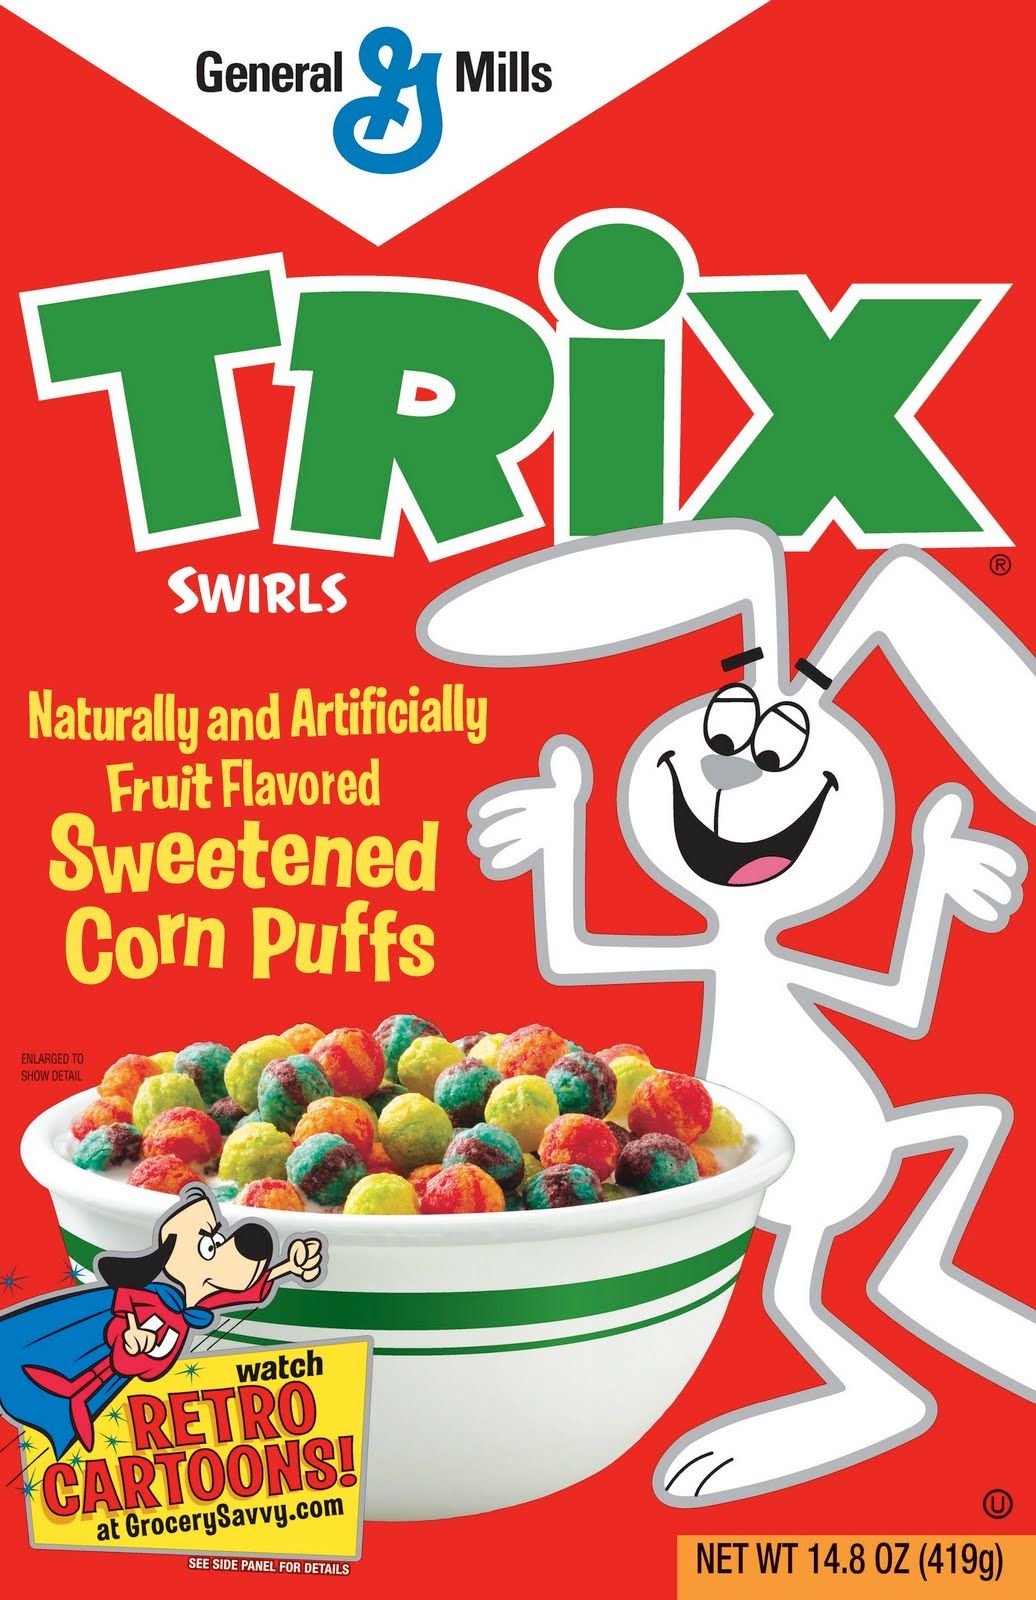 General Mills
TRiX
®
SWIRLS
Naturally and Artificially
Fruit Flavored
Sweetened
Corn Puffs
ENLARGED TO
SHOW DETAIL
U
watch
RETRO
CARTOONS!
at GrocerySavvy.com
SEE SIDE PANEL FOR DETAILS
U
NET WT 14.8 OZ (419g)